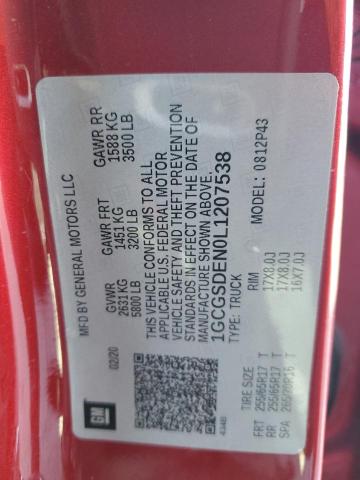 MFD BY GENERAL MOTORS LLC
02/20
GVWR
2631 KG
5800 LB
GAWR FRT
1451 KG
3200 LB
GAWR RR
1588 KG
3500 LB
THIS VEHICLE CONFORMS TO ALL
APPLICABLE U.S. FEDERAL MOTOR
VEHICLE SAFETY AND THEFT PREVENTION
STANDARDS IN EFFECT ON THE DATE OF
MANUFACTURE SHOWN ABOVE.
1GCGSDEN0L1207538
TYPE: TRUCK
MODEL: 0812P43
GM
TIRE SIZE RIM
FRT 255/65R17 T 17X8.0J
RR 255/65R17 T 17X8.0J
SPA 265/70R16 T 16X7.0J